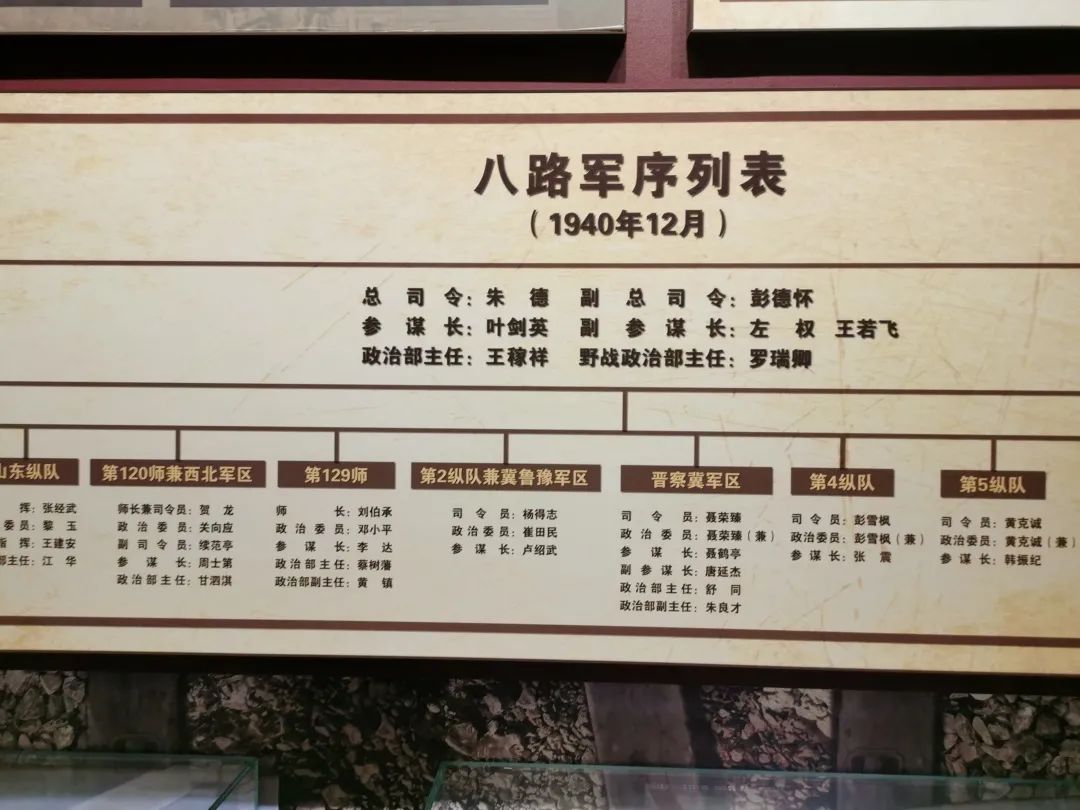 八路军序列表
（1940年12月）
总司令：朱德 副总司令：彭德怀
参谋长：叶剑英 副参谋长：左权 王若飞
政治部主任：王稼祥 野战政治部主任：罗瑞卿
山东纵队
挥：张经武
委员：黎玉
指挥：王建安
部主任：江华
第120师兼西北军区
师长兼司令员：贺龙
政治委员：关向应
副司令员：续范亭
参谋长：周士第
政治部主任：甘泗淇
第129师
师长：刘伯承
政治委员：邓小平
参谋长：李达
政治部主任：蔡树藩
政治部副主任：黄镇
第2纵队兼冀鲁豫军区
司令员：杨得志
政治委员：崔田民
参谋长：卢绍武
晋察冀军区
司令员：聂荣臻
政治委员：聂荣臻（兼）
参谋长：聂鹤亭
副参谋长：唐延杰
政治部主任：舒同
政治部副主任：朱良才
第4纵队
司令员：彭雪枫
政治委员：彭雪枫（兼）
参谋长：张震
第5纵队
司令员：黄克诚
政治委员：黄克诚（兼）
参谋长：韩振纪